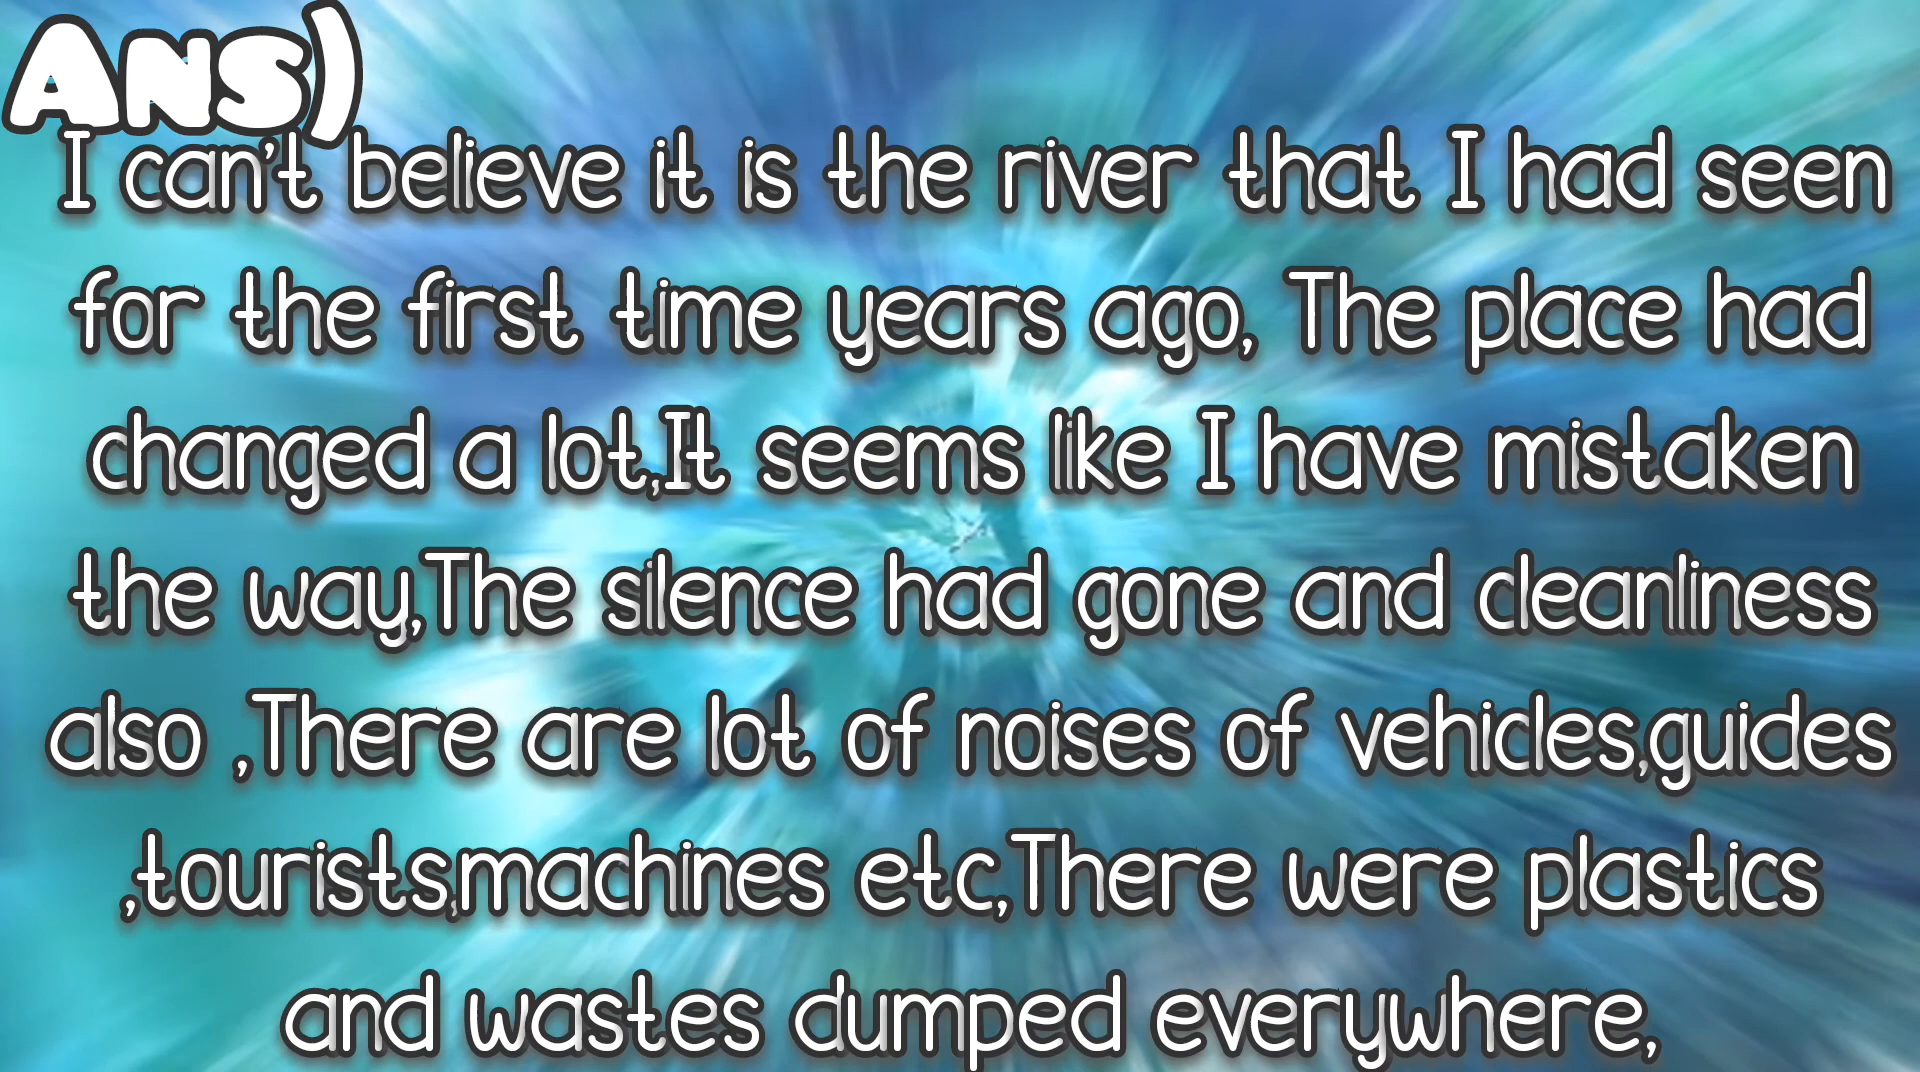 Ans)
I can't believe it is the river that I had seen
for the first time years ago, The place had
changed a lot,It seems like I have mistaken
the way,The silence had gone and cleanliness
also ,There are lot of noises of vehicles,guides
,tourists,machines etc,There were plastics
and wastes dumped everywhere,